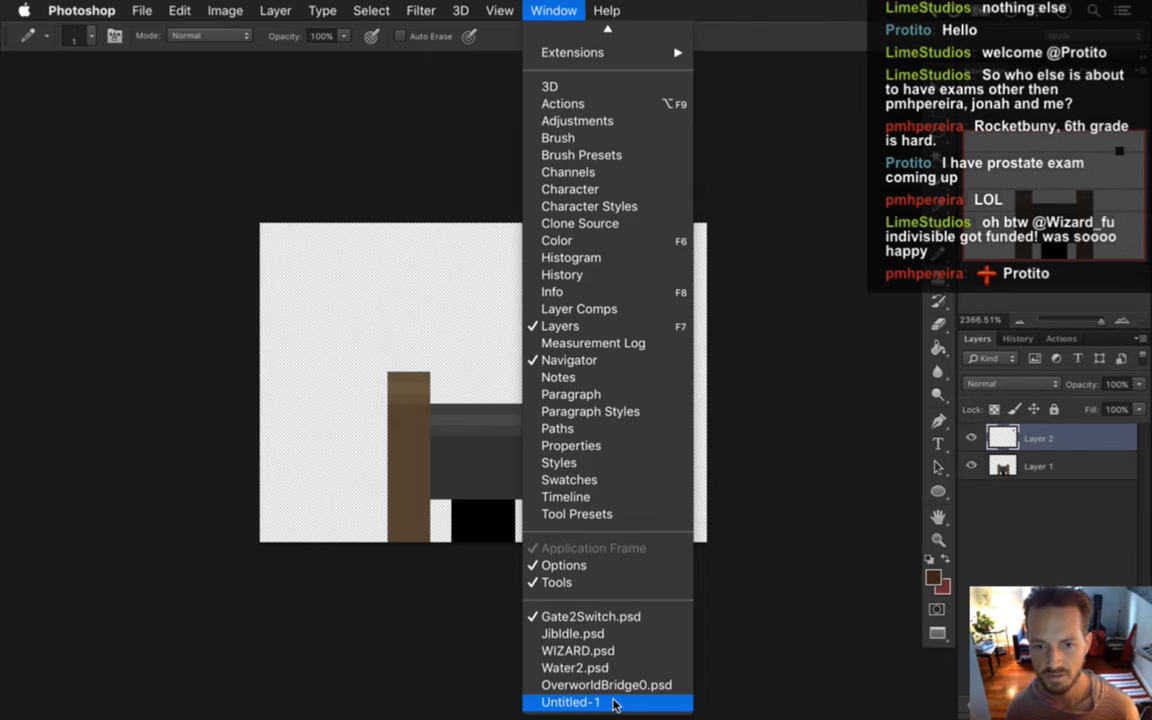 Photoshop File Edit Image Layer Type Select Filter 3D View Window Help
1 Mode: Normal Opacity: 100% Auto Erase
Extensions
3D
Actions ⌥F9
Adjustments
Brush
Brush Presets
Channels
Character
Character Styles
Clone Source
Color F6
Histogram
History
Info F8
Layer Comps
Layers F7
Measurement Log
Navigator
Notes
Paragraph
Paragraph Styles
Paths
Properties
Styles
Swatches
Timeline
Tool Presets
Application Frame
Options
Tools
Gate2Switch.psd
JibIdle.psd
WIZARD.psd
Water2.psd
OverworldBridge0.psd
Untitled-1
LimeStudios nothing else
Protito: Hello
LimeStudios welcome @Protito
LimeStudios So who else is about
to have exams other then
pmhpereira, jonah and me?
pmhpereira: Rocketbuny, 6th grade
is hard.
Protito: I have prostate exam
coming up
pmhpereira: LOL
LimeStudios oh btw @Wizard_fu
indivisible got funded! was soooo
happy
pmhpereira: Protito
2366.51%
Layers History Actions
Kind
Normal Opacity: 100%
Lock: Fill: 100%
Layer 2
Layer 1